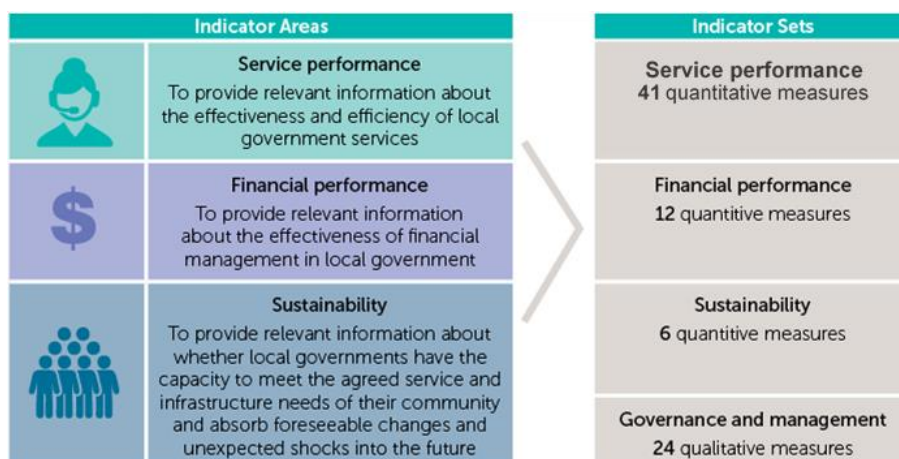 Indicator Areas
Service performance
To provide relevant information about
the effectiveness and efficiency of local
government services
$
Financial performance
To provide relevant information
about the effectiveness of financial
management in local government
Sustainability
To provide relevant information about
whether local governments have the
capacity to meet the agreed service and
infrastructure needs of their community
and absorb foreseeable changes and
unexpected shocks into the future
Indicator Sets
Service performance
41 quantitative measures
Financial performance
12 quantitive measures
Sustainability
6 quantitive measures
Governance and management
24 qualitative measures